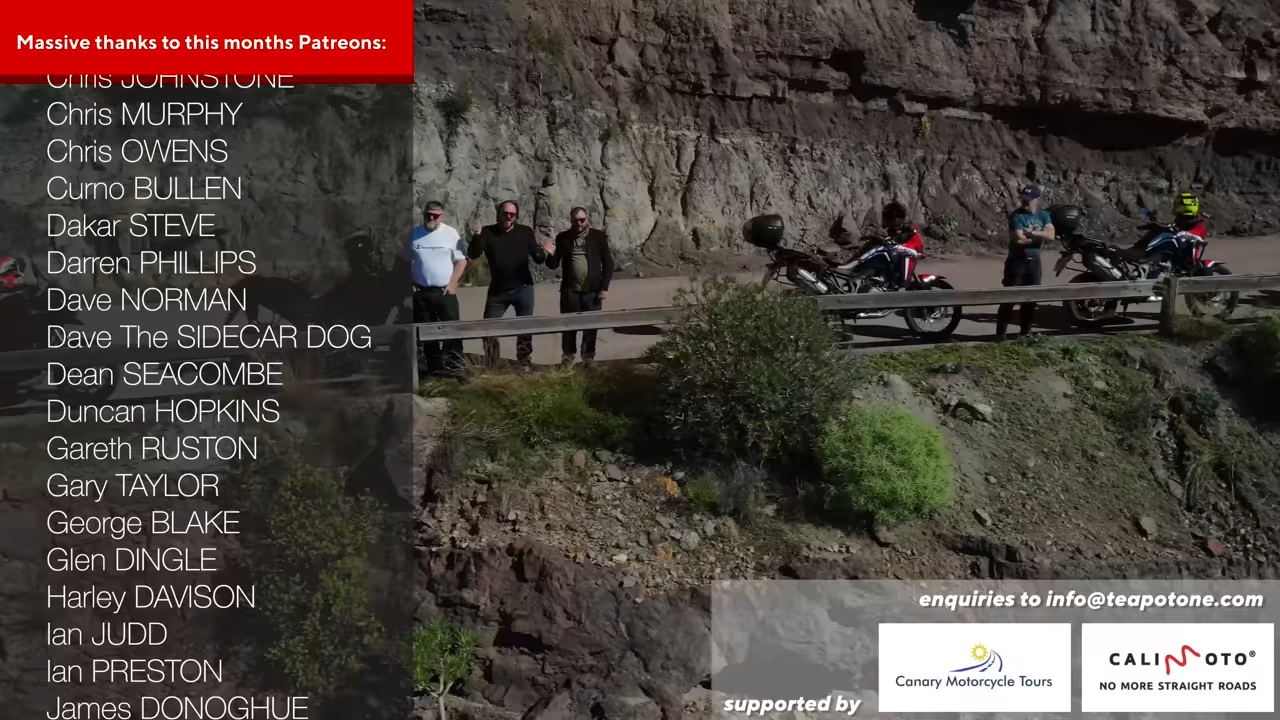 Massive thanks to this months Patreons:
Chris JOHNSTONE
Chris MURPHY
Chris OWENS
Curno BULLEN
Dakar STEVE
Darren PHILLIPS
Dave NORMAN
Dave The SIDECAR DOG
Dean SEACOMBE
Duncan HOPKINS
Gareth RUSTON
Gary TAYLOR
George BLAKE
Glen DINGLE
Harley DAVISON
Ian JUDD
Ian PRESTON
James DONOGHUE
enquiries to info@teapotone.com
supported by
Canary Motorcycle Tours
CALIMOTO®
NO MORE STRAIGHT ROADS